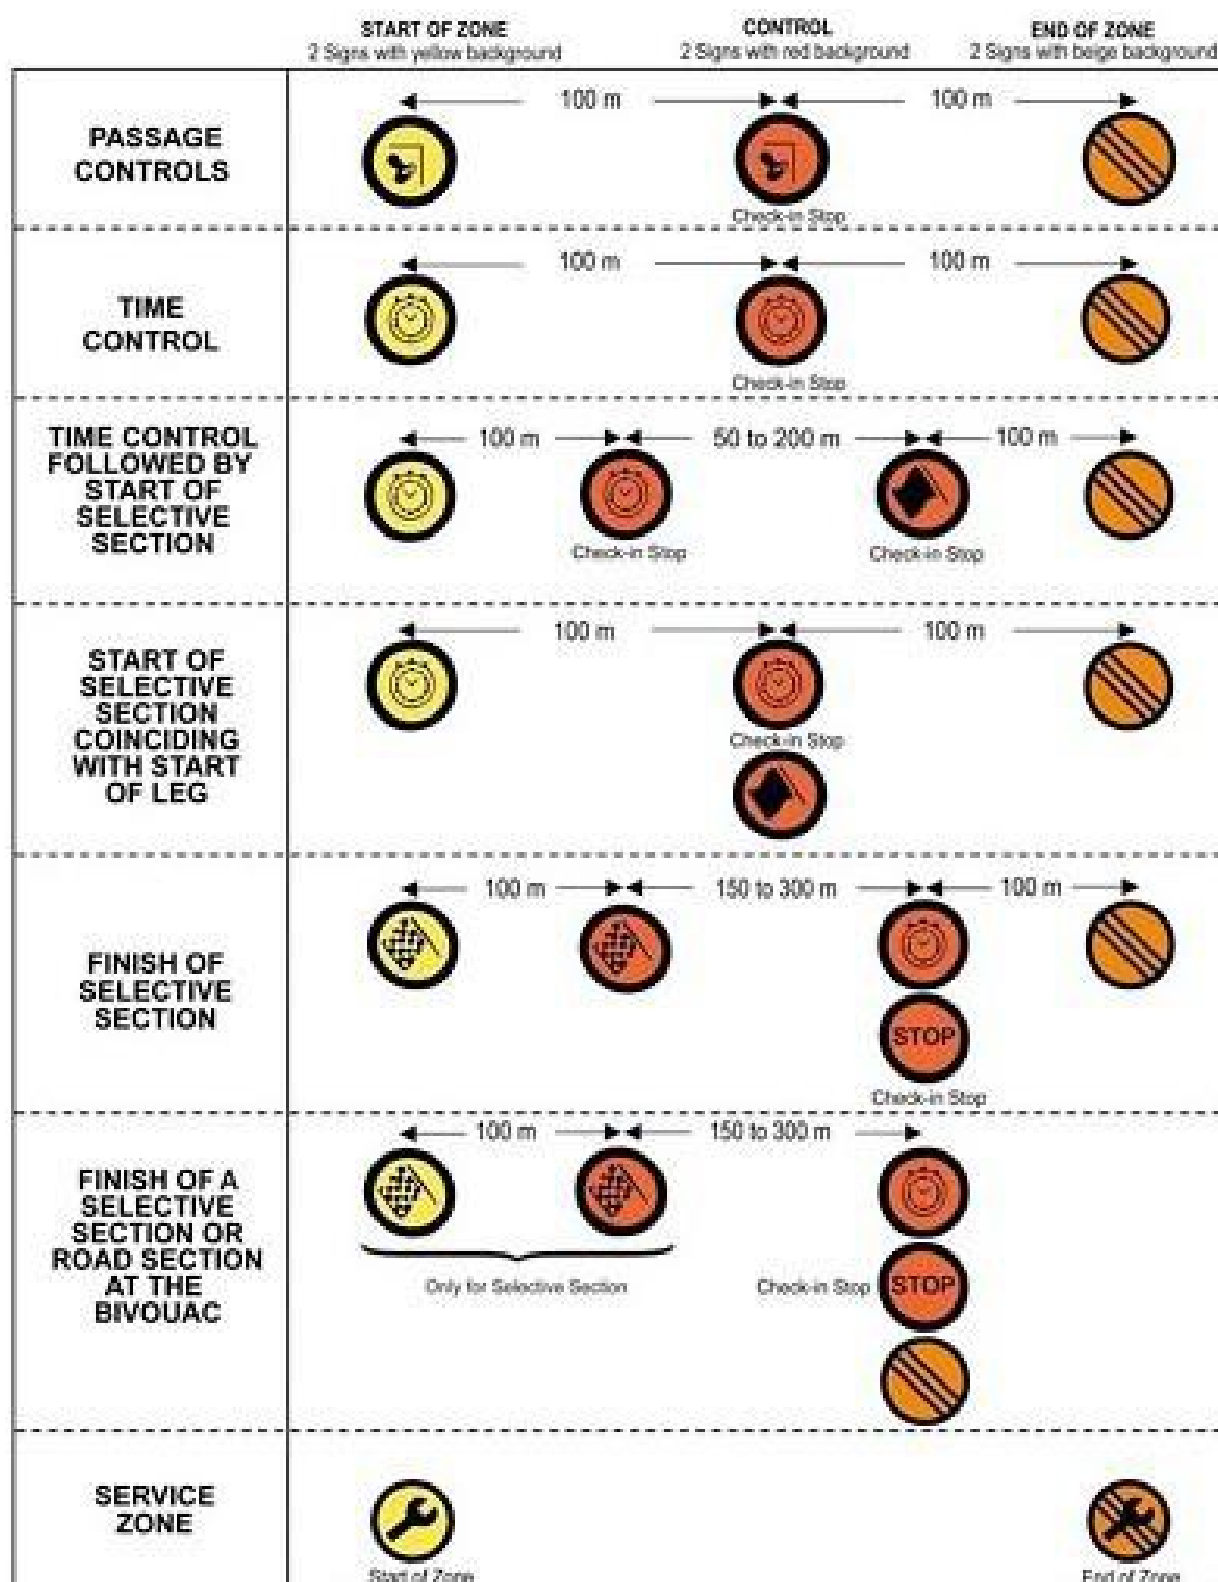 START OF ZONE
2 Signs with yellow background
CONTROL
2 Signs with red background
END OF ZONE
2 Signs with beige background
PASSAGE
CONTROLS
100 m
100 m
Check-in Stop
TIME
CONTROL
100 m
100 m
Check-in Stop
TIME CONTROL
FOLLOWED BY
START OF
SELECTIVE
SECTION
100 m
50 to 200 m
100 m
Check-in Stop
Check-in Stop
START OF
SELECTIVE
SECTION
COINCIDING
WITH START
OF LEG
100 m
100 m
Check-in Stop
FINISH OF
SELECTIVE
SECTION
100 m
150 to 300 m
100 m
STOP
Check-in Stop
FINISH OF A
SELECTIVE
SECTION OR
ROAD SECTION
AT THE
BIVOUAC
100 m
150 to 300 m
Only for Selective Section
Check-in Stop
STOP
SERVICE
ZONE
Start of Zone
End of Zone